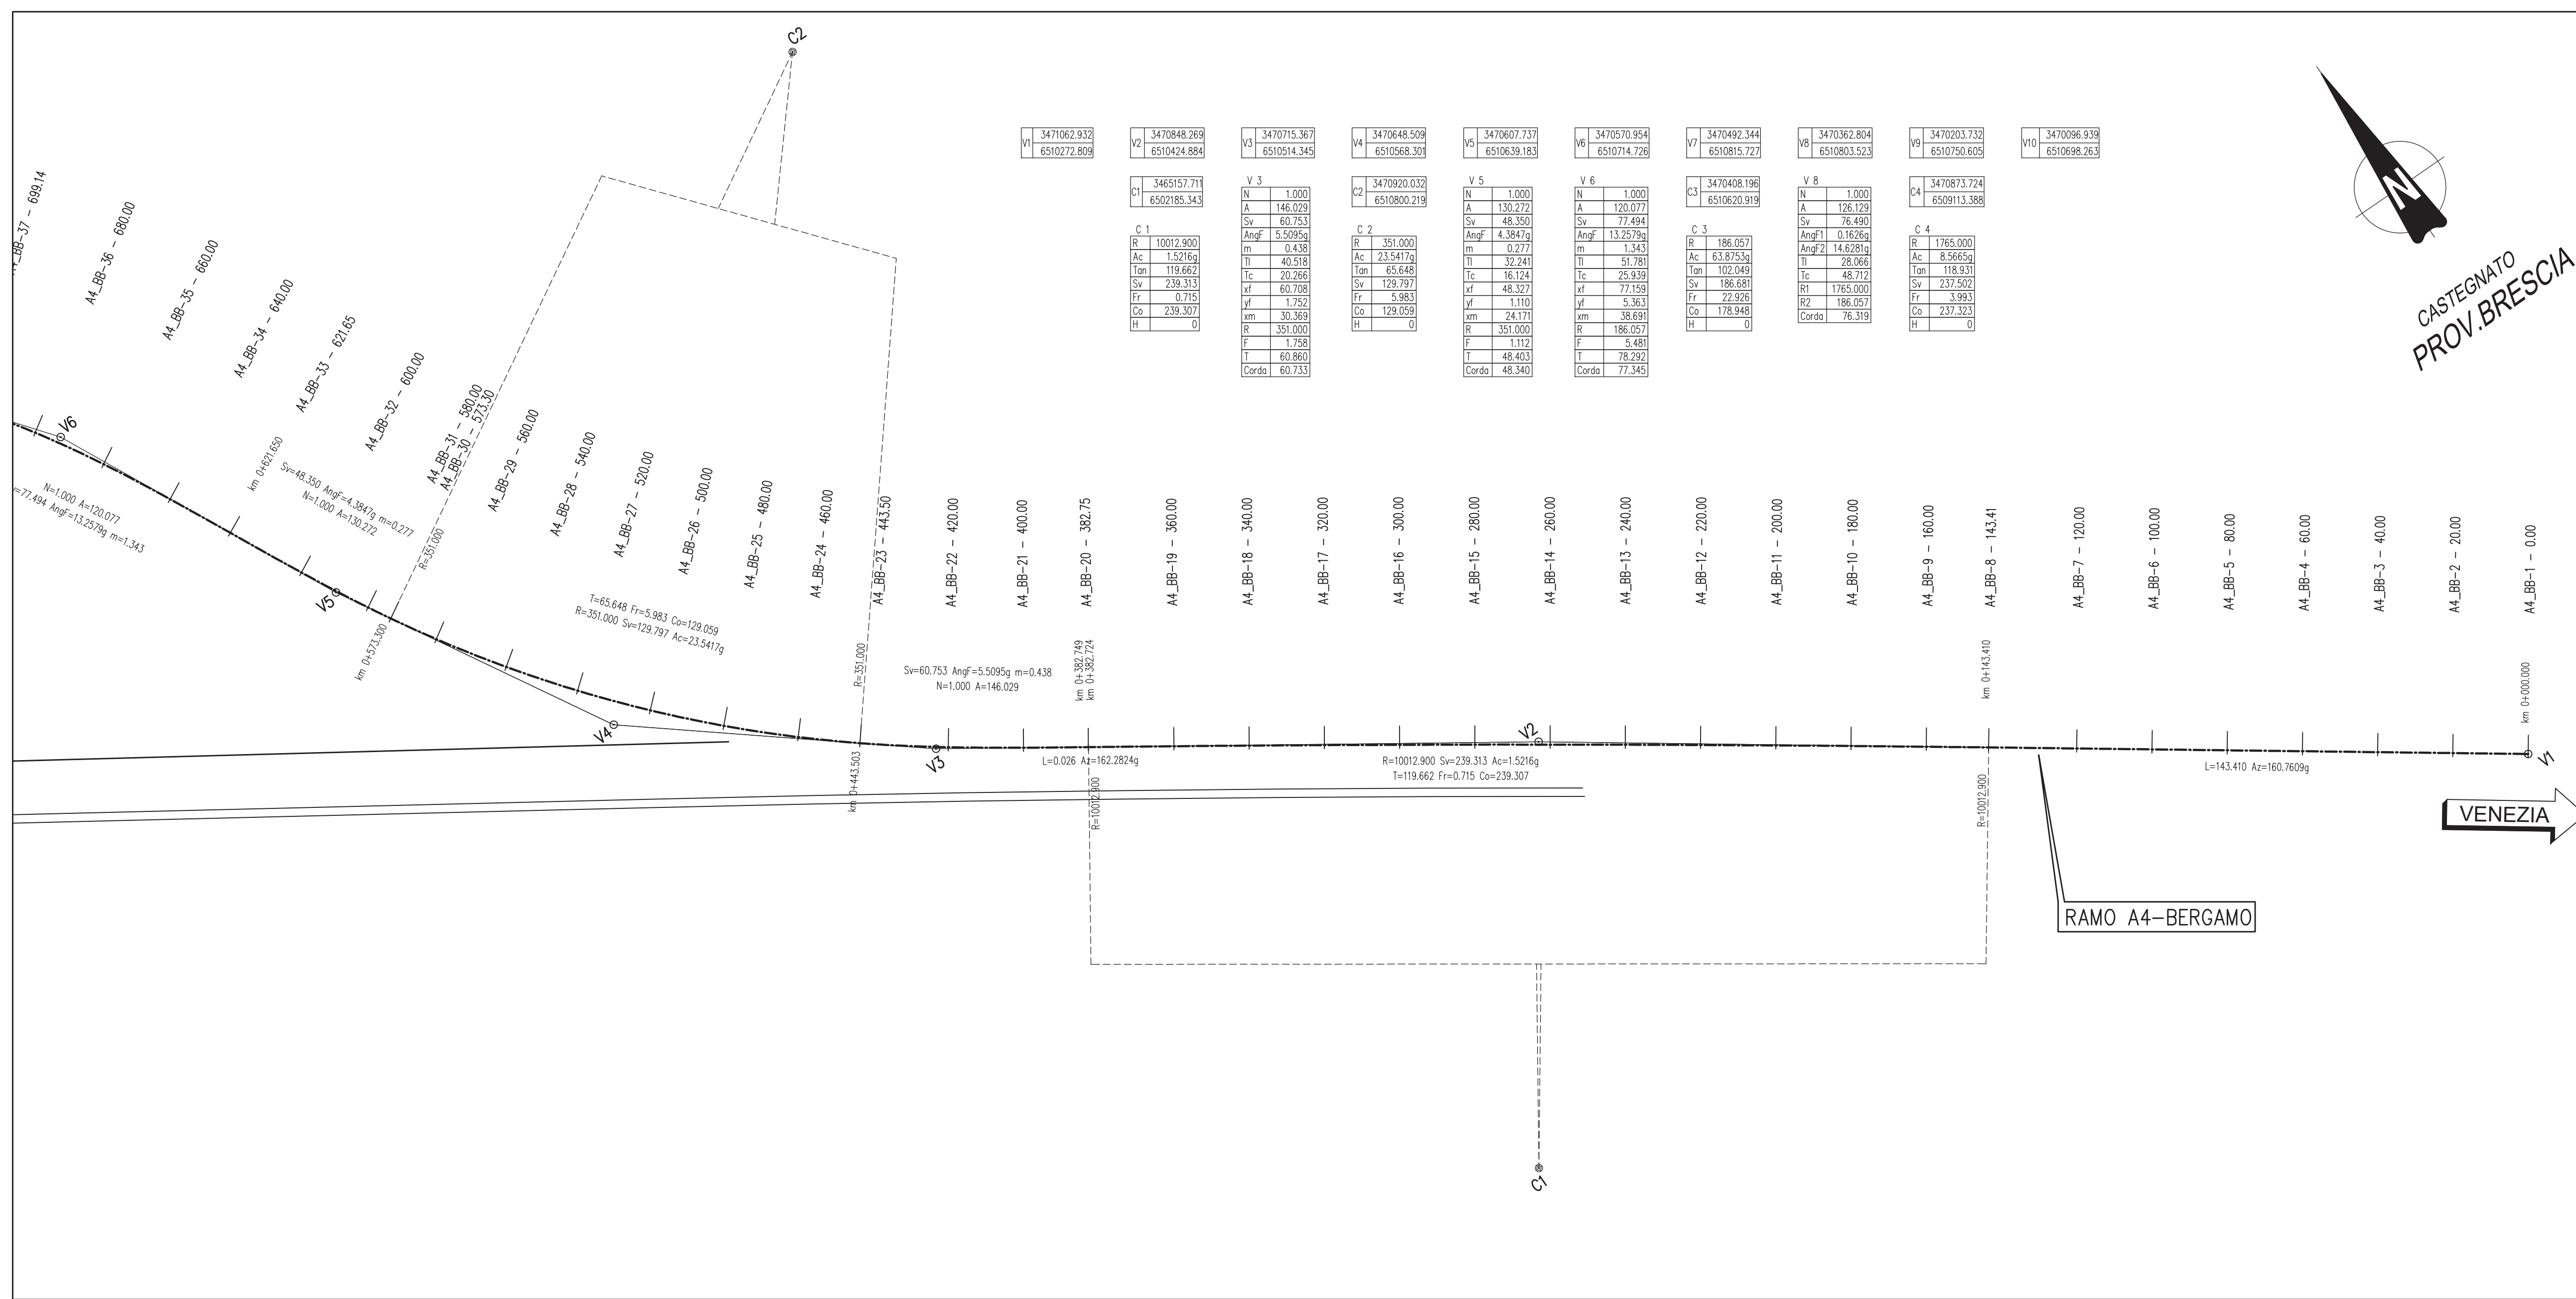 C2
V1 3471062.932
6510272.809
V2 3470848.269
6510424.884
V3 3470715.367
6510514.345
V4 3470648.509
6510568.301
V5 3470607.737
6510639.183
V6 3470570.954
6510714.726
V7 3470492.344
6510815.727
V8 3470362.804
6510803.523
V9 3470203.732
6510750.605
V10 3470096.939
6510698.263
C1 3465157.711
6502185.343
C 1
R 10012.900
Ac 1.5216g
Tan 119.662
Sv 239.313
Fr 0.715
Co 239.307
H 0
V 3
N 1.000
A 146.029
Sv 60.753
AngF 5.5095g
m 0.438
Tl 40.518
Tc 20.266
xf 60.708
yf 1.752
xm 30.369
R 351.000
F 1.758
T 60.860
Corda 60.733
C2 3470920.032
6510800.219
C 2
R 351.000
Ac 23.5417g
Tan 65.648
Sv 129.797
Fr 5.983
Co 129.059
H 0
V 5
N 1.000
A 130.272
Sv 48.350
AngF 4.3847g
m 0.277
Tl 32.241
Tc 16.124
xf 48.327
yf 1.110
xm 24.171
R 351.000
F 1.112
T 48.403
Corda 48.340
V 6
N 1.000
A 120.077
Sv 77.494
AngF 13.2579g
m 1.343
Tl 51.781
Tc 25.939
xf 77.159
yf 5.363
xm 38.691
R 186.057
F 5.481
T 78.292
Corda 77.345
C3 3470408.196
6510620.919
C 3
R 186.057
Ac 63.8753g
Tan 102.049
Sv 186.681
Fr 22.926
Co 178.948
H 0
V 8
N 1.000
A 126.129
Sv 76.490
AngF1 0.1626g
AngF2 14.6281g
Tl 28.066
Tc 48.712
R1 1765.000
R2 186.057
Corda 76.319
C4 3470873.724
6509113.388
C 4
R 1765.000
Ac 8.5665g
Tan 118.931
Sv 237.502
Fr 3.993
Co 237.323
H 0
N
CASTEGNATO
PROV.BRESCIA
A4_BB-37 - 699.14
A4_BB-36 - 680.00
A4_BB-35 - 660.00
A4_BB-34 - 640.00
A4_BB-33 - 621.65
A4_BB-32 - 600.00
A4_BB-31 - 580.00
A4_BB-30 - 573.30
A4_BB-29 - 560.00
A4_BB-28 - 540.00
A4_BB-27 - 520.00
A4_BB-26 - 500.00
A4_BB-25 - 480.00
A4_BB-24 - 460.00
A4_BB-23 - 443.50
A4_BB-22 - 420.00
A4_BB-21 - 400.00
A4_BB-20 - 382.75
A4_BB-19 - 360.00
A4_BB-18 - 340.00
A4_BB-17 - 320.00
A4_BB-16 - 300.00
A4_BB-15 - 280.00
A4_BB-14 - 260.00
A4_BB-13 - 240.00
A4_BB-12 - 220.00
A4_BB-11 - 200.00
A4_BB-10 - 180.00
A4_BB-9 - 160.00
A4_BB-8 - 143.41
A4_BB-7 - 120.00
A4_BB-6 - 100.00
A4_BB-5 - 80.00
A4_BB-4 - 60.00
A4_BB-3 - 40.00
A4_BB-2 - 20.00
A4_BB-1 - 0.00
V6
N=1.000 A=120.077
=77.494 AngF=13.2579g m=1.343
km 0+621.650
Sv=48.350 AngF=4.3847g m=0.277
N=1.000 A=130.272
R=351.000
V5
km 0+573.300
T=65.648 Fr=5.983 Co=129.059
R=351.000 Sv=129.797 Ac=23.5417g
V4
R=351.000
km 0+443.503
Sv=60.753 AngF=5.5095g m=0.438
N=1.000 A=146.029
V3
km 0+382.749
km 0+382.724
L=0.026 Az=162.2824g
R=10012.900
V2
R=10012.900 Sv=239.313 Ac=1.5216g
T=119.662 Fr=0.715 Co=239.307
km 0+143.410
R=10012.900
L=143.410 Az=160.7609g
km 0+000.000
V1
VENEZIA
RAMO A4-BERGAMO
C1